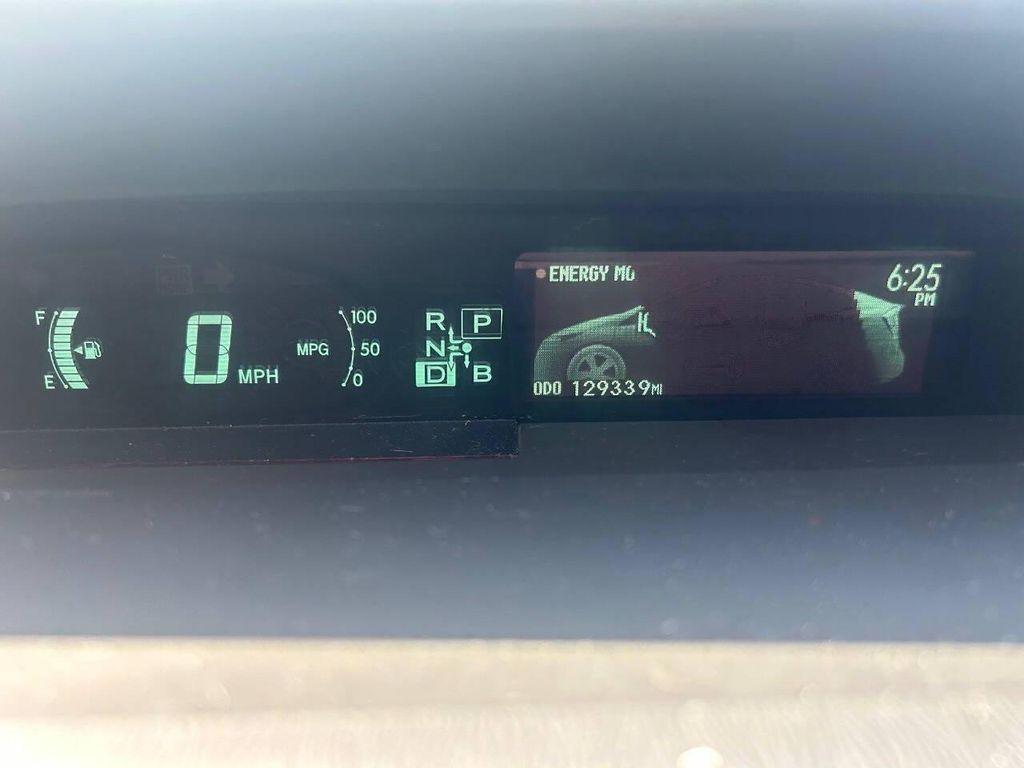 F
E
0 MPH
MPG
100
50
0
R P
N
D B
ENERGY MO
6:25
PM
ODO 129339MI